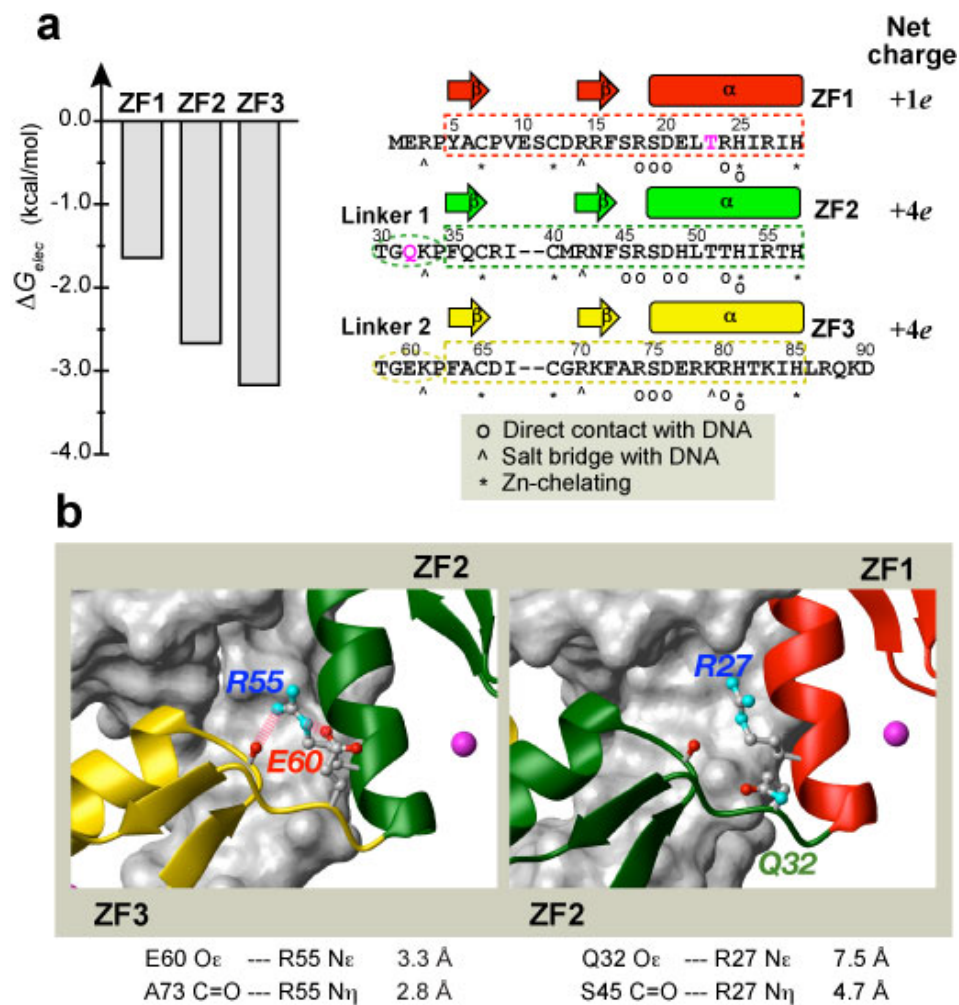 a
Net charge
ZF1 ZF2 ZF3
0.0
-1.0
-2.0
-3.0
-4.0
ΔG elec (kcal/mol)
β β α ZF1 +1e
5 10 15 20 25
MERPYACPVESCDRRFSRSDELTRHIRIH
^ * * ^ o o o o * *
o
Linker 1 β β α ZF2 +4e
30 35 40 45 50 55
TGQKPFQCRI--CMRNFSRSDHLTTHIRTH
^ * * ^ o o o o o * *
o
Linker 2 β β α ZF3 +4e
60 65 70 75 80 85 90
TGEKPFACDI--CGRKFARSDERKRHTKIHLRQKD
^ * * ^ o o o ^ o * *
o
o Direct contact with DNA
^ Salt bridge with DNA
* Zn-chelating
b
ZF2
R55
E60
ZF3
ZF1
R27
Q32
ZF2
E60 Oε --- R55 Nε 3.3 Å
A73 C=O --- R55 Nη 2.8 Å
Q32 Oε --- R27 Nε 7.5 Å
S45 C=O --- R27 Nη 4.7 Å